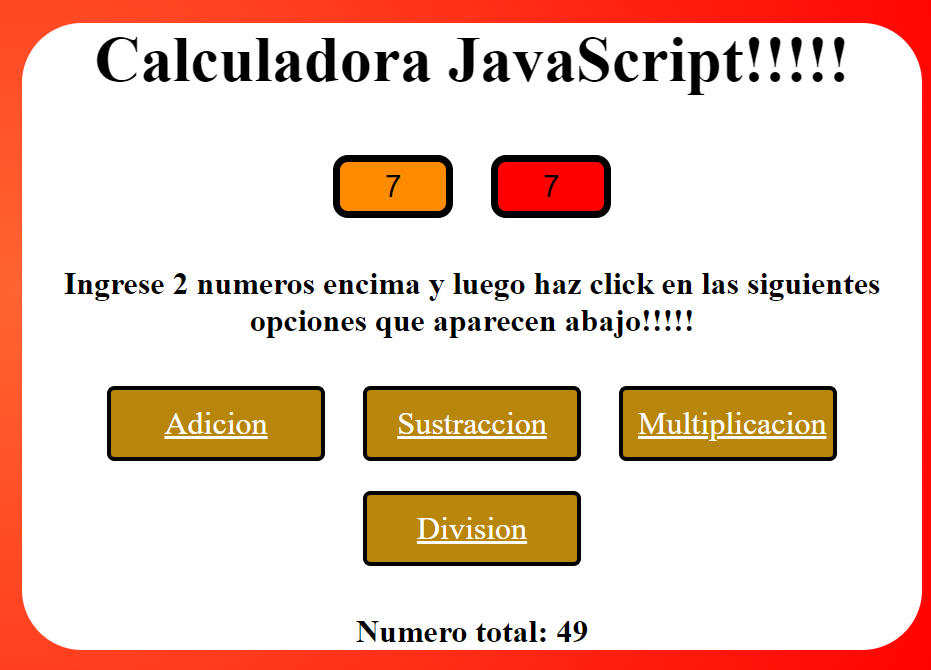 Calculadora JavaScript!!!!!
7 7
Ingrese 2 numeros encima y luego haz click en las siguientes
opciones que aparecen abajo!!!!!
Adicion Sustraccion Multiplicacion
Division
Numero total: 49